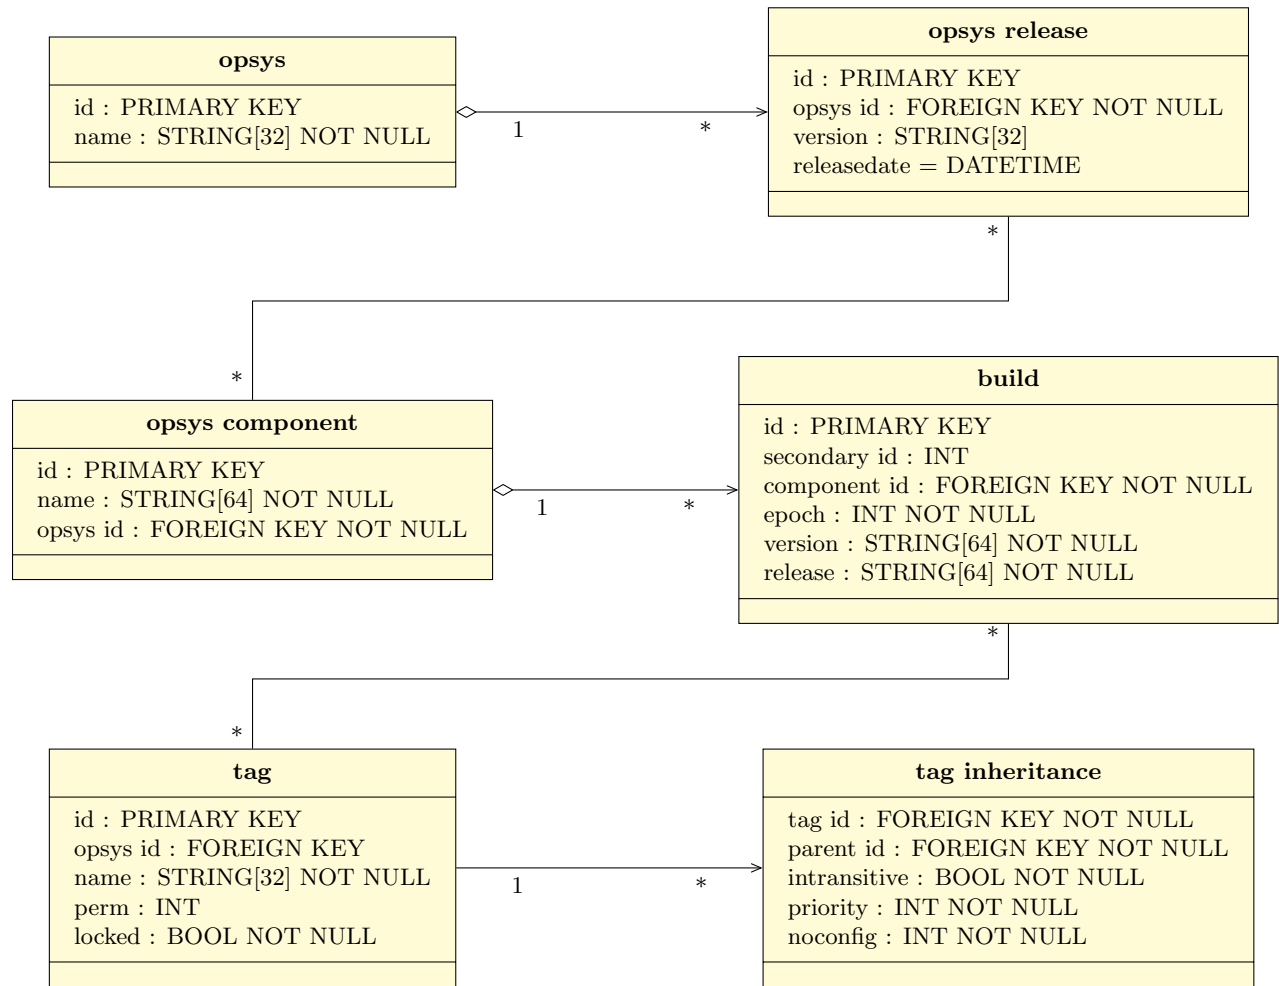 opsys
id : PRIMARY KEY
name : STRING[32] NOT NULL
opsys release
id : PRIMARY KEY
opsys id : FOREIGN KEY NOT NULL
version : STRING[32]
releasedate = DATETIME
1
*
*
*
opsys component
id : PRIMARY KEY
name : STRING[64] NOT NULL
opsys id : FOREIGN KEY NOT NULL
build
id : PRIMARY KEY
secondary id : INT
component id : FOREIGN KEY NOT NULL
epoch : INT NOT NULL
version : STRING[64] NOT NULL
release : STRING[64] NOT NULL
1
*
*
*
tag
id : PRIMARY KEY
opsys id : FOREIGN KEY
name : STRING[32] NOT NULL
perm : INT
locked : BOOL NOT NULL
tag inheritance
tag id : FOREIGN KEY NOT NULL
parent id : FOREIGN KEY NOT NULL
intransitive : BOOL NOT NULL
priority : INT NOT NULL
noconfig : INT NOT NULL
1
*